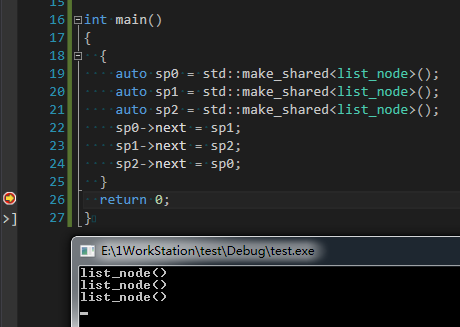 15
16 int main()
17 {
18 {
19 auto sp0 = std::make_shared<list_node>();
20 auto sp1 = std::make_shared<list_node>();
21 auto sp2 = std::make_shared<list_node>();
22 sp0->next = sp1;
23 sp1->next = sp2;
24 sp2->next = sp0;
25 }
26 return 0;
27 }
E:\1WorkStation\test\Debug\test.exe
list_node()
list_node()
list_node()